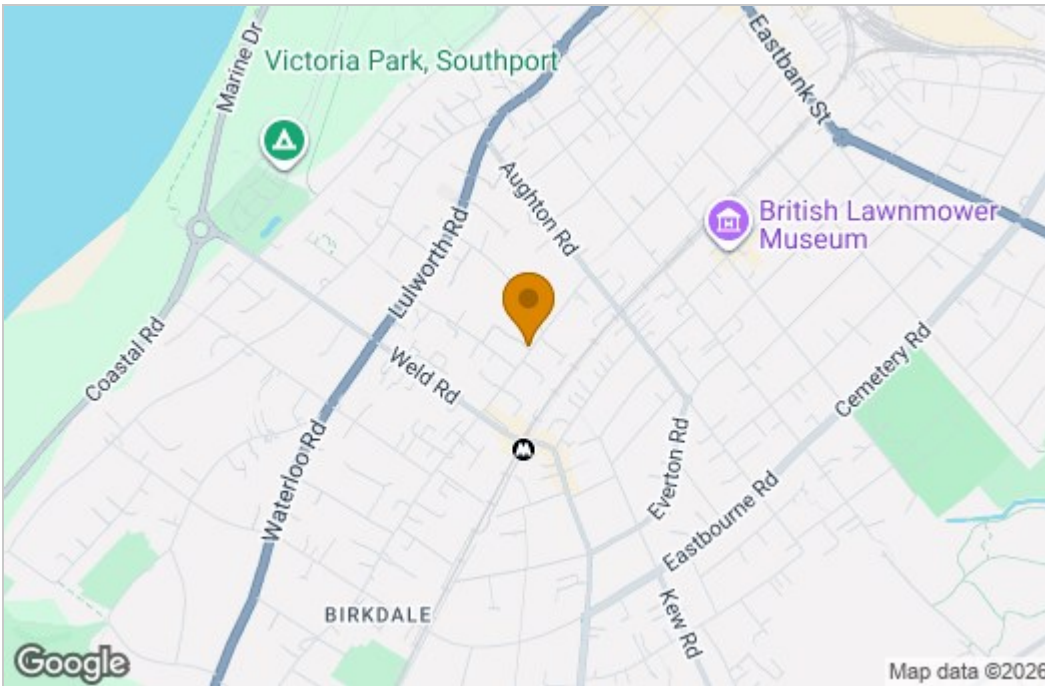 Marine Dr
Victoria Park, Southport
Eastbank St
Aughton Rd
British Lawnmower
Museum
Lulworth Rd
Coastal Rd
Weld Rd
Cemetery Rd
Waterloo Rd
Everton Rd
Eastbourne Rd
Kew Rd
BIRKDALE
Google
Map data ©2026